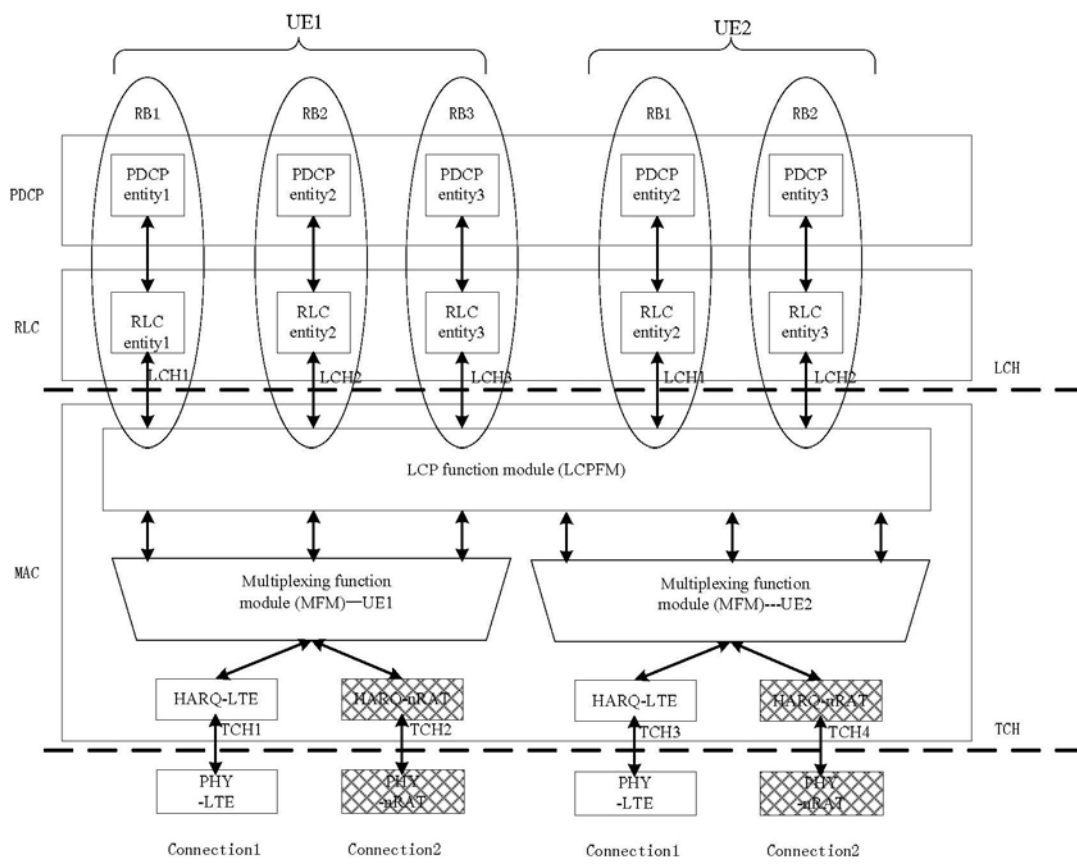 UE1
UE2
RB1
RB2
RB3
RB1
RB2
PDCP
PDCP
entity1
PDCP
entity2
PDCP
entity3
PDCP
entity2
PDCP
entity3
RLC
RLC
entity1
RLC
entity2
RLC
entity3
RLC
entity2
RLC
entity3
LCH1
LCH2
LCH3
LCH1
LCH2
LCH
LCP function module (LCPFM)
MAC
Multiplexing function
module (MFM)—UE1
Multiplexing function
module (MFM)---UE2
HARQ-LTE
HARQ-nRAT
HARQ-LTE
HARQ-nRAT
TCH1
TCH2
TCH3
TCH4
TCH
PHY
-LTE
PHY
-nRAT
PHY
-LTE
PHY
-nRAT
Connection1
Connection2
Connection1
Connection2